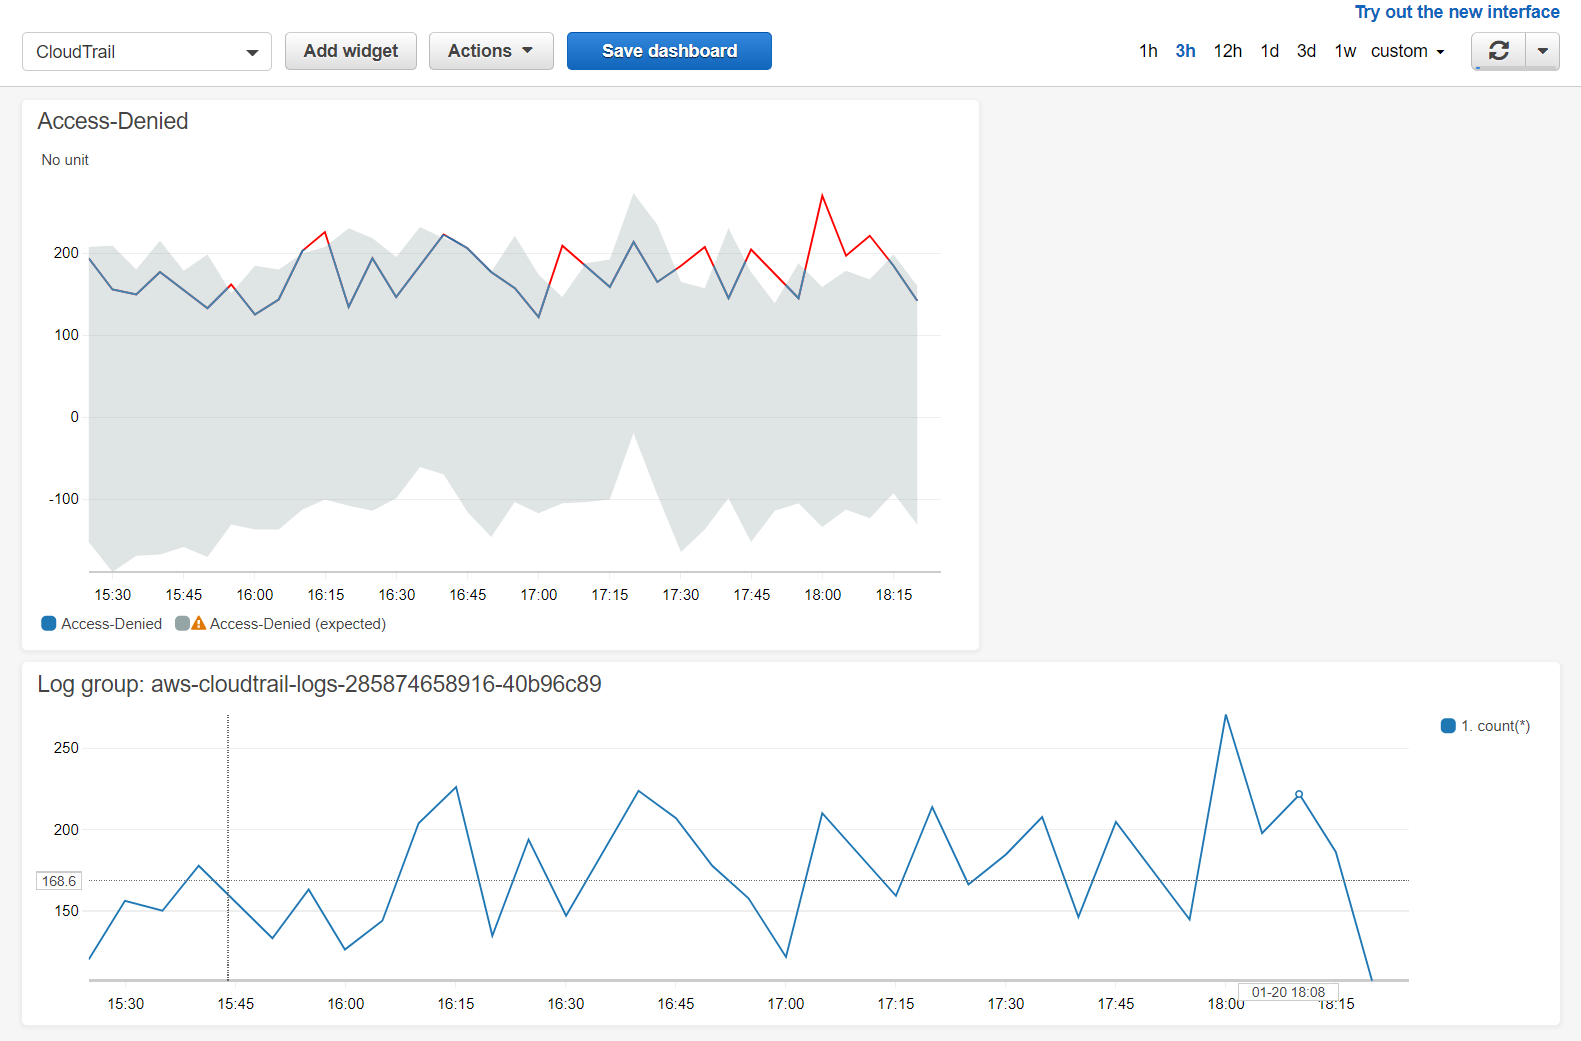 Try out the new interface
CloudTrail Add widget Actions Save dashboard 1h 3h 12h 1d 3d 1w custom
Access-Denied
No unit
200
100
0
-100
15:30 15:45 16:00 16:15 16:30 16:45 17:00 17:15 17:30 17:45 18:00 18:15
Access-Denied Access-Denied (expected)
Log group: aws-cloudtrail-logs-285874658916-40b96c89
1. count(*)
250
200
168.6
150
01-20 18:08
15:30 15:45 16:00 16:15 16:30 16:45 17:00 17:15 17:30 17:45 18:00 18:15